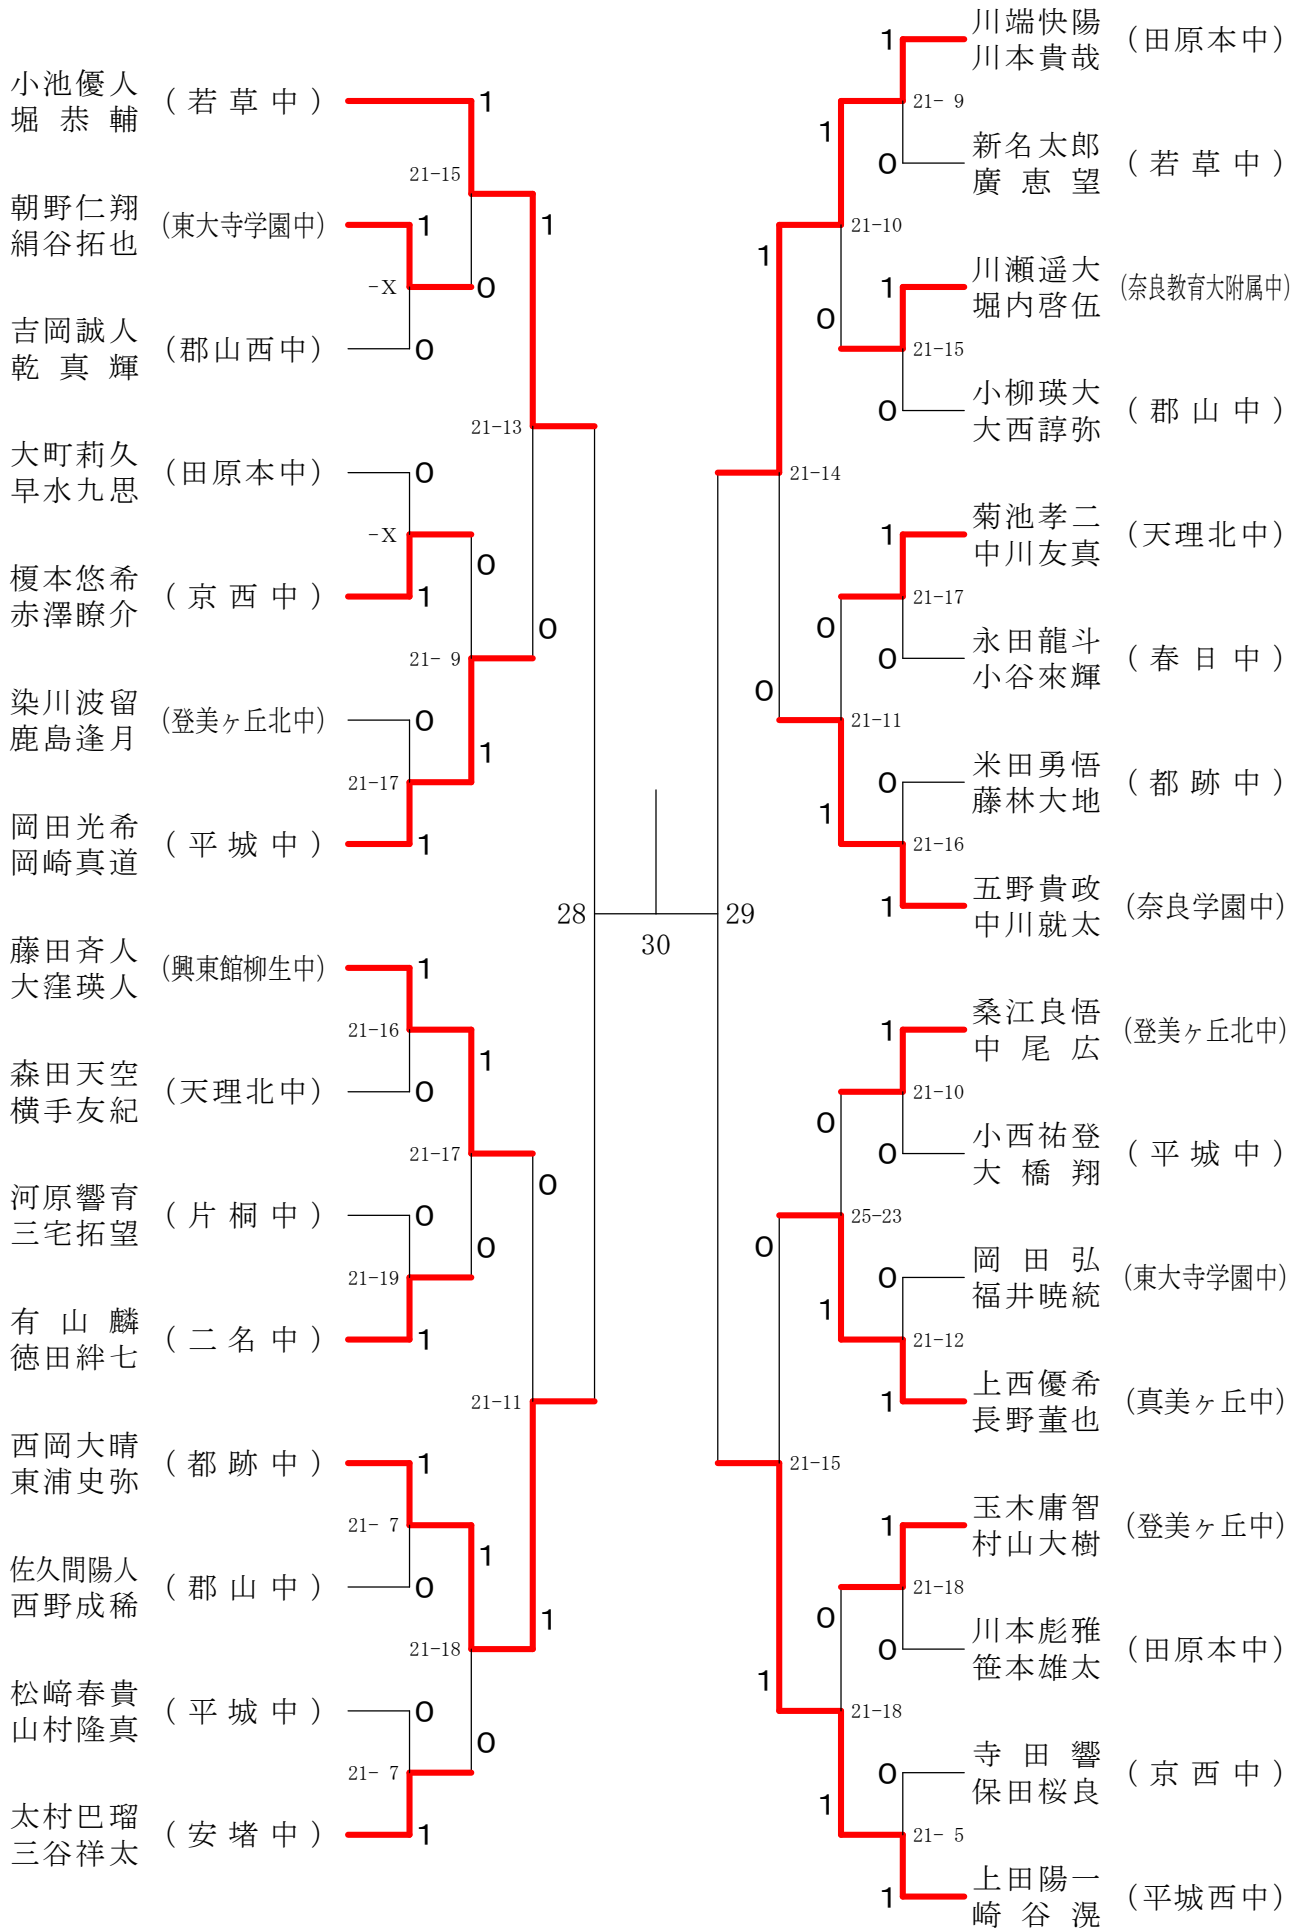 小池優人
堀恭輔
(若草中)
1
21-15
朝野仁翔
絹谷拓也
(東大寺学園中)
1
1
-X
0
吉岡誠人
乾真輝
(郡山西中)
0
21-13
大町莉久
早水九思
(田原本中)
0
-X
0
榎本悠希
赤澤瞭介
(京西中)
1
0
21- 9
染川波留
鹿島逢月
(登美ヶ丘北中)
0
1
21-17
岡田光希
岡崎真道
(平城中)
1
28
29
30
藤田斉人
大窪瑛人
(興東館柳生中)
1
21-16
1
森田天空
横手友紀
(天理北中)
0
21-17
0
河原響育
三宅拓望
(片桐中)
0
0
21-19
有山麟
徳田絆七
(二名中)
1
21-11
西岡大晴
東浦史弥
(都跡中)
1
21- 7
1
佐久間陽人
西野成稀
(郡山中)
0
1
21-18
松﨑春貴
山村隆真
(平城中)
0
0
21- 7
太村巴瑠
三谷祥太
(安堵中)
1
1
川端快陽
川本貴哉
(田原本中)
21- 9
1
0
新名太郎
廣恵望
(若草中)
21-10
1
1
川瀬遥大
堀内啓伍
(奈良教育大附属中)
0
21-15
0
小柳瑛大
大西諄弥
(郡山中)
21-14
1
菊池孝二
中川友真
(天理北中)
21-17
0
0
永田龍斗
小谷來輝
(春日中)
0
21-11
0
米田勇悟
藤林大地
(都跡中)
1
21-16
1
五野貴政
中川就太
(奈良学園中)
1
桑江良悟
中尾広
(登美ヶ丘北中)
21-10
0
0
小西祐登
大橋翔
(平城中)
25-23
0
0
岡田弘
福井暁統
(東大寺学園中)
1
21-12
1
上西優希
長野董也
(真美ヶ丘中)
21-15
1
玉木庸智
村山大樹
(登美ヶ丘中)
21-18
0
0
川本彪雅
笹本雄太
(田原本中)
1
21-18
0
寺田響
保田桜良
(京西中)
1
21- 5
1
上田陽一
崎谷滉
(平城西中)